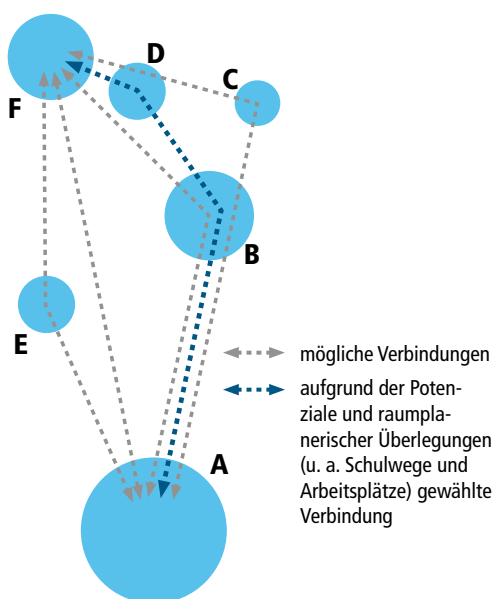 D
C
F
B
E
mögliche Verbindungen
aufgrund der Poten-
ziale und raumpla-
nerischer Überlegungen
(u. a. Schulwege und
Arbeitsplätze) gewählte
Verbindung
A